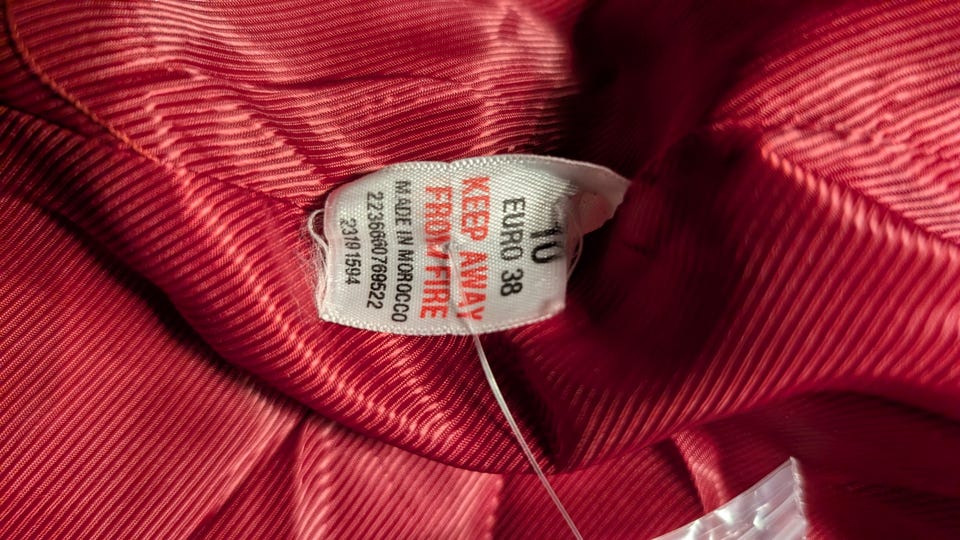 10
EURO 38
KEEP AWAY
FROM FIRE
MADE IN MOROCCO
2236660769522
23191594